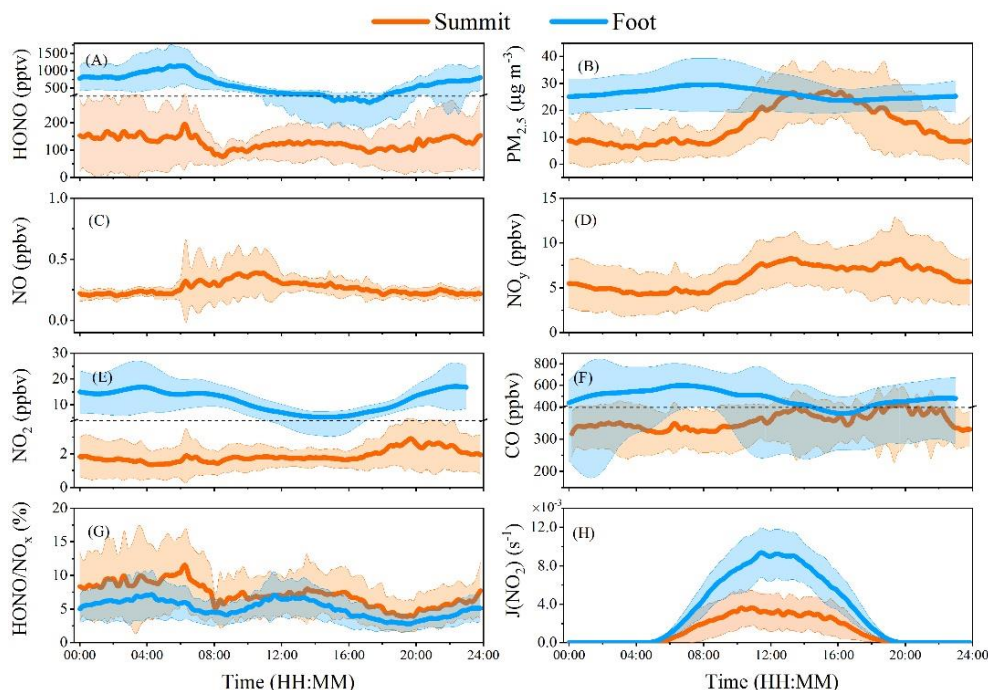 Summit Foot
(A)
HONO (pptv)
1500
1000
500
200
100
0
(B)
PM2.5 (μg m-3)
50
40
30
20
10
0
(C)
NO (ppbv)
1.0
0.5
0.0
(D)
NOy (ppbv)
15
10
5
0
(E)
NO2 (ppbv)
30
20
10
2
0
(F)
CO (ppbv)
800
600
400
300
200
(G)
HONO/NOx (%)
20
15
10
5
0
00:00 04:00 08:00 12:00 16:00 20:00 24:00
Time (HH:MM)
(H)
J(NO2) (s-1)
×10-3
12.0
8.0
4.0
0.0
00:00 04:00 08:00 12:00 16:00 20:00 24:00
Time (HH:MM)